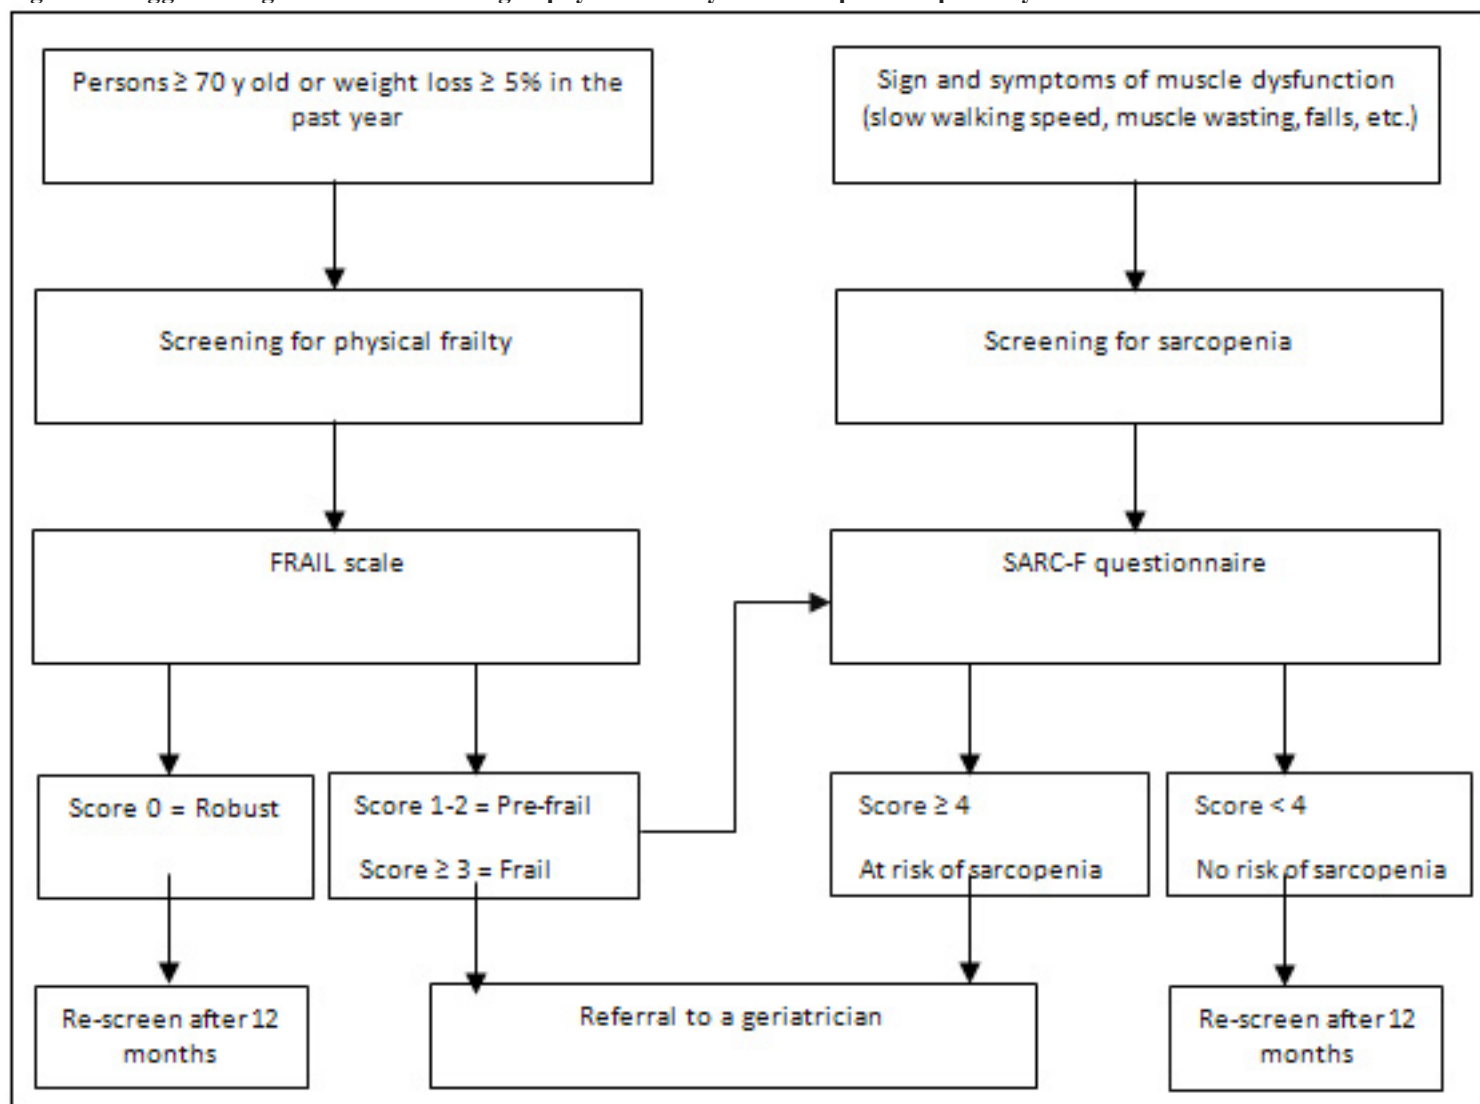 Persons ≥ 70 y old or weight loss ≥ 5% in the
past year
Sign and symptoms of muscle dysfunction
(slow walking speed, muscle wasting, falls, etc.)
Screening for physical frailty
Screening for sarcopenia
FRAIL scale
SARC-F questionnaire
Score 0 = Robust
Score 1-2 = Pre-frail
Score ≥ 3 = Frail
Score ≥ 4
At risk of sarcopenia
Score < 4
No risk of sarcopenia
Re-screen after 12
months
Referral to a geriatrician
Re-screen after 12
months